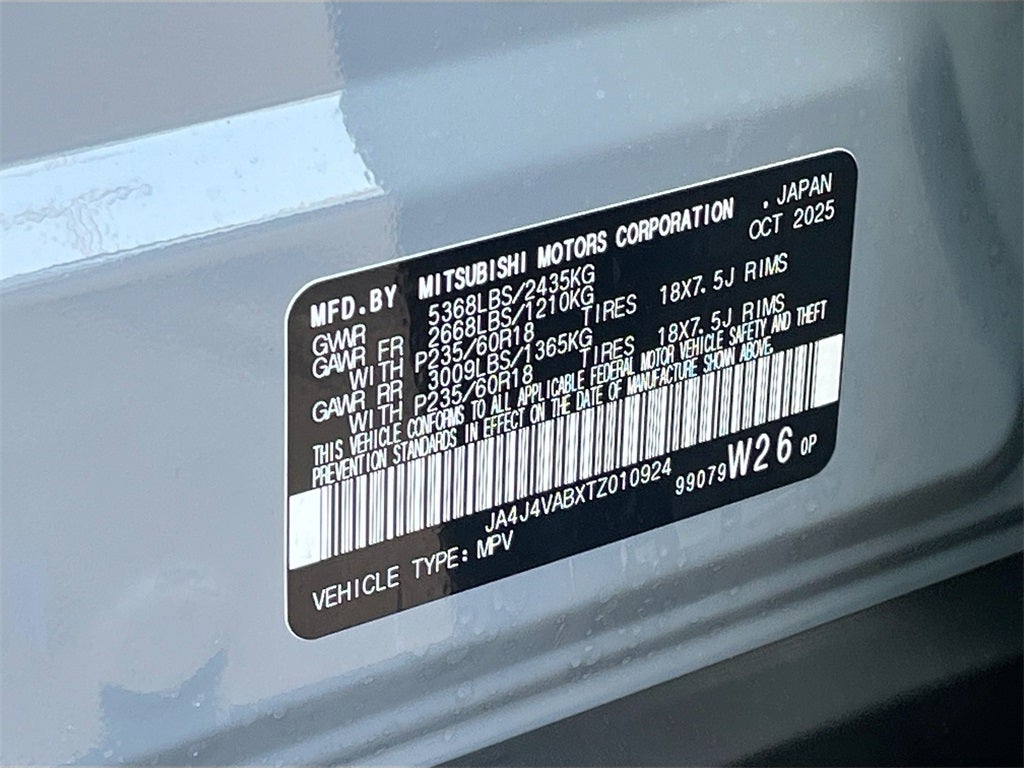 MFD.BY MITSUBISHI MOTORS CORPORATION . JAPAN
GVWR 5368LBS/2435KG OCT 2025
GAWR FR 2668LBS/1210KG
WITH P235/60R18 TIRES 18X7.5J RIMS
GAWR RR 3009LBS/1365KG
WITH P235/60R18 TIRES 18X7.5J RIMS
THIS VEHICLE CONFORMS TO ALL APPLICABLE FEDERAL MOTOR VEHICLE SAFETY AND THEFT
PREVENTION STANDARDS IN EFFECT ON THE DATE OF MANUFACTURE SHOWN ABOVE.
JA4J4VABXTZ010924 99079 W26 0P
VEHICLE TYPE: MPV